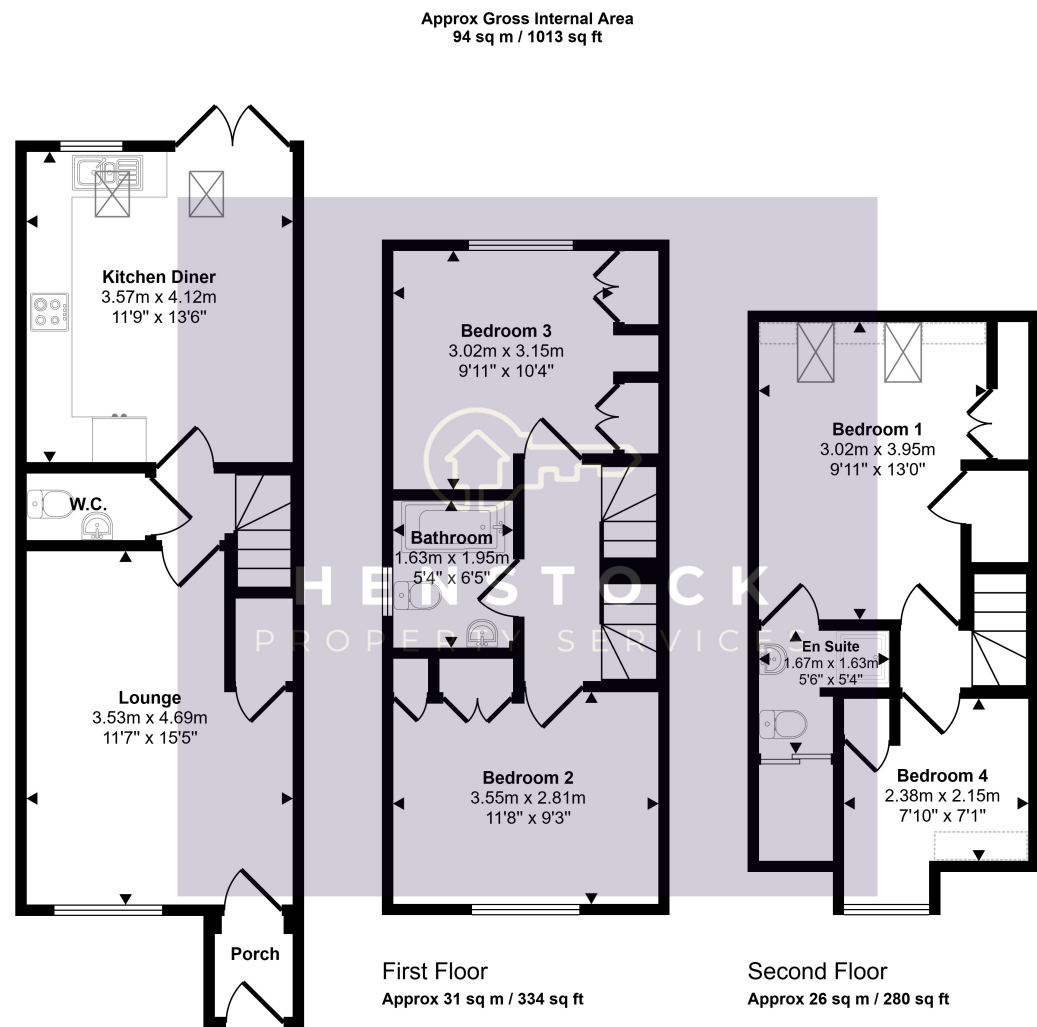 Approx Gross Internal Area
94 sq m / 1013 sq ft
Kitchen Diner
3.57m x 4.12m
11'9" x 13'6"
W.C.
Lounge
3.53m x 4.69m
11'7" x 15'5"
Porch
Bedroom 3
3.02m x 3.15m
9'11" x 10'4"
Bathroom
1.63m x 1.95m
5'4" x 6'5"
HENSTOCK
PROPERTY SERVICES
Bedroom 2
3.55m x 2.81m
11'8" x 9'3"
First Floor
Approx 31 sq m / 334 sq ft
Bedroom 1
3.02m x 3.95m
9'11" x 13'0"
En Suite
1.67m x 1.63m
5'6" x 5'4"
Bedroom 4
2.38m x 2.15m
7'10" x 7'1"
Second Floor
Approx 26 sq m / 280 sq ft